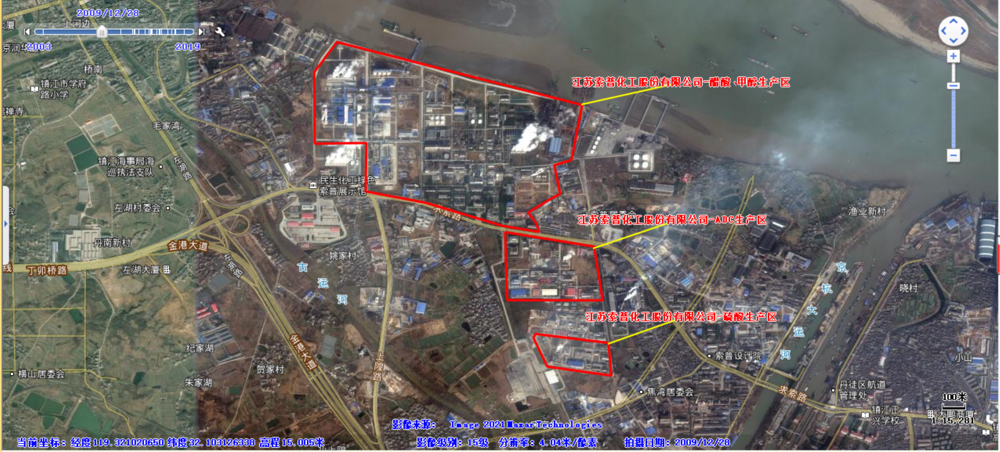 2009/12/28
上河边
大厦
2003
2019
桥南
镇江市学府
路小学
禅寺
毛家湾
江苏索普化工股份有限公司-醋酸、甲醇生产区
镇江海事局海
巡执法支队
左湖路
民生化工绿色
索普展示馆
左湖村委会
求索路
江苏索普化工股份有限公司-ADC生产区
渔业新村
丹南新村
金港大道
姚家村
左湖路
丁卯桥路
左湖大厦
古运河
京杭大运河
晓村
江苏索普化工股份有限公司-硫酸生产区
纪家湖
金港大道
上隍路
索普设计院
小山
贺家村
横山居委会
朱家湖
焦湾居委会
求索路
丹徒区航道
管理处
100米
镇江正
兴学校
1:15,281
影像来源： Image 2021MaxarTechnologies
当前坐标：经度119.321020650 纬度32.103126338 高程15.005米
影像级别：15级 分辨率：4.04米/像素 拍摄日期：2009/12/28